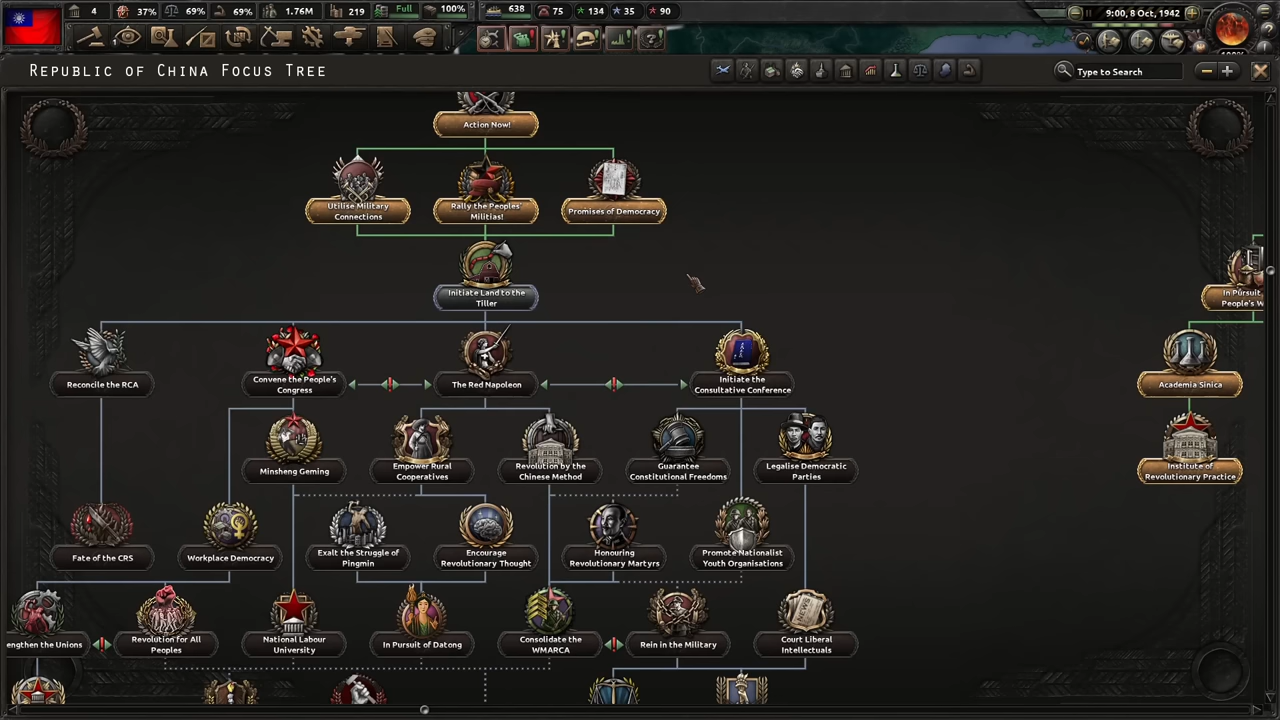 4 37% 69% 69% 1.76M 219 Full 100% 638 75 134 35 90 9:00, 8 Oct, 1942
Republic of China Focus Tree
Type to Search
Action Now!
Utilise Military
Connections
Rally the Peoples'
Militias!
Promises of Democracy
Initiate Land to the
Tiller
In Pursuit
People's W
Reconcile the RCA
Convene the People's
Congress
The Red Napoleon
Initiate the
Consultative Conference
Academia Sinica
Minsheng Geming
Empower Rural
Cooperatives
Revolution by the
Chinese Method
Guarantee
Constitutional Freedoms
Legalise Democratic
Parties
Institute of
Revolutionary Practice
Fate of the CRS
Workplace Democracy
Exalt the Struggle of
Pingmin
Encourage
Revolutionary Thought
Honouring
Revolutionary Martyrs
Promote Nationalist
Youth Organisations
engthen the Unions
Revolution for All
Peoples
National Labour
University
In Pursuit of Datong
Consolidate the
WMARCA
Rein in the Military
Court Liberal
Intellectuals